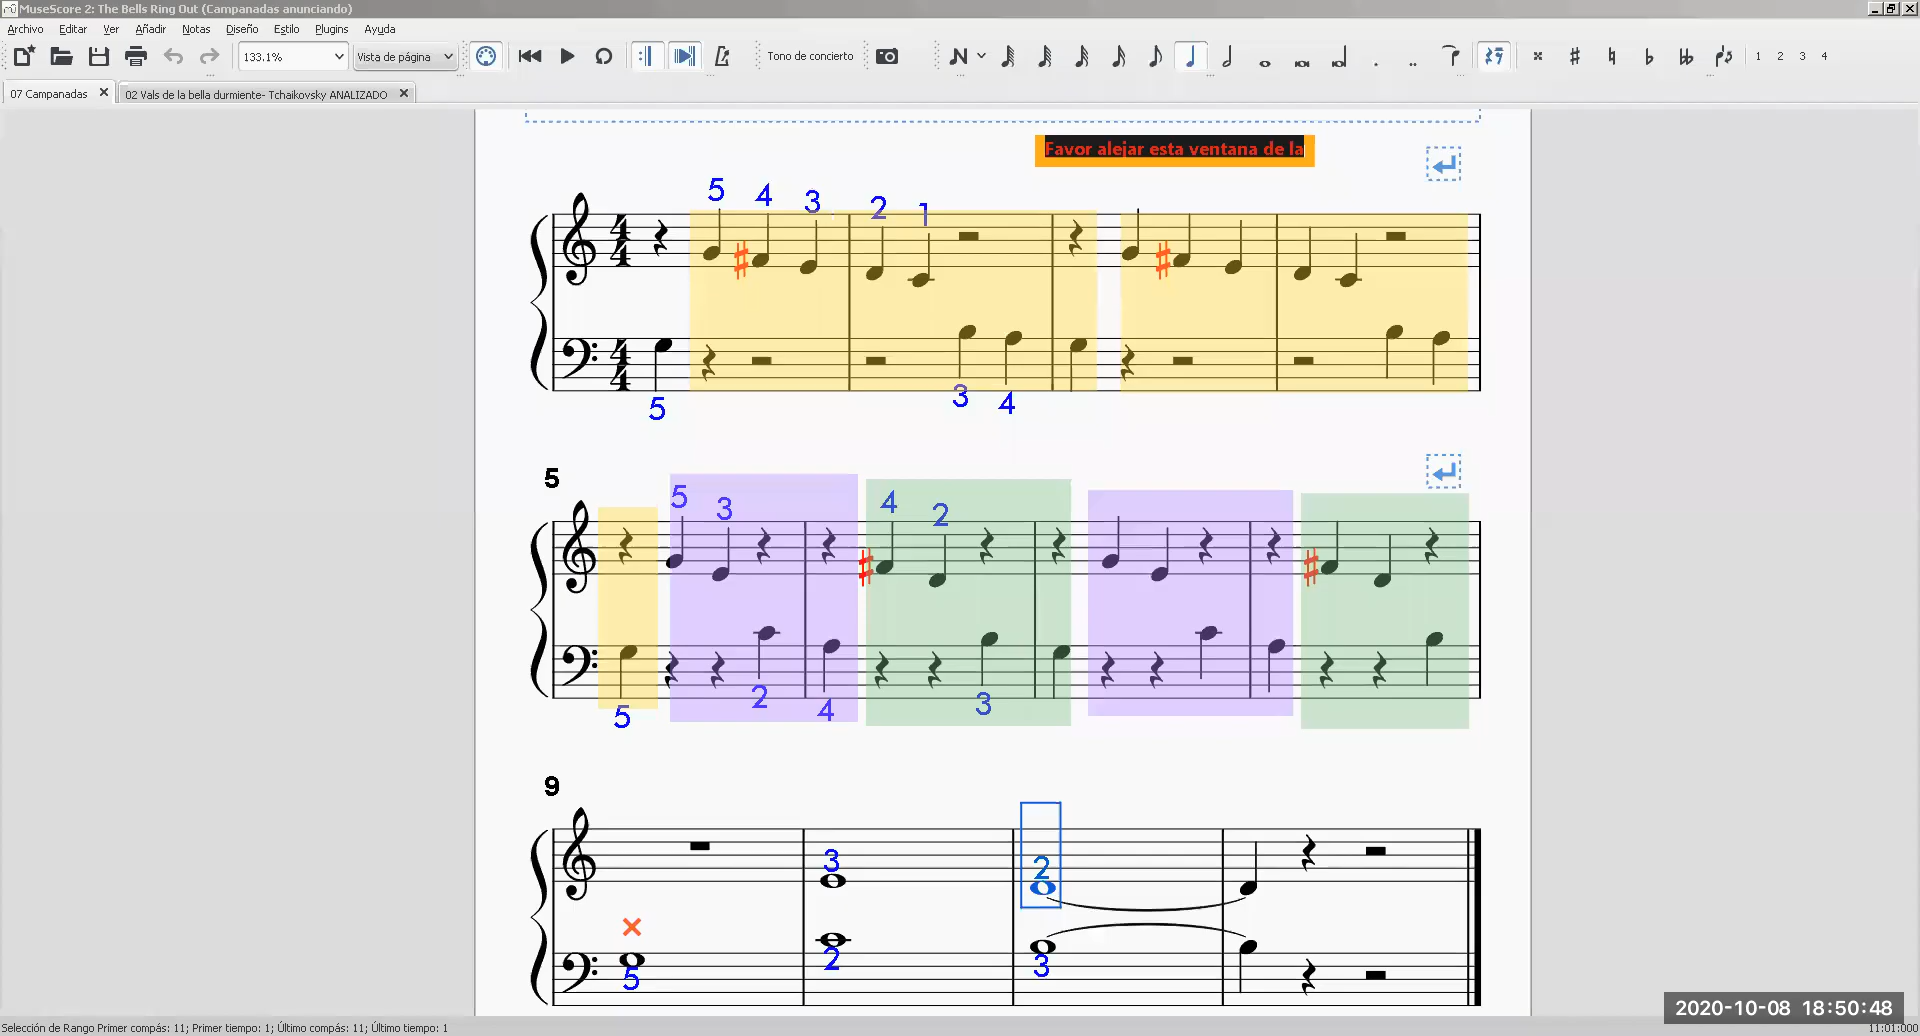 MuseScore 2: The Bells Ring Out (Campanadas anunciando)
Archivo Editar Ver Añadir Notas Diseño Estilo Plugins Ayuda
133.1% Vista de página Tono de concierto 1 2 3 4
07 Campanadas 02 Vals de la bella durmiente- Tchaikovsky ANALIZADO
Favor alejar esta ventana de la
5 4 3 2 1
4 4
4 4
5 3 4
5
5 3 4 2
5 2 4 3
9
3 2
5 2 3
2020-10-08 18:50:48
Selección de Rango Primer compás: 11; Primer tiempo: 1; Último compás: 11; Último tiempo: 1
11:01:000